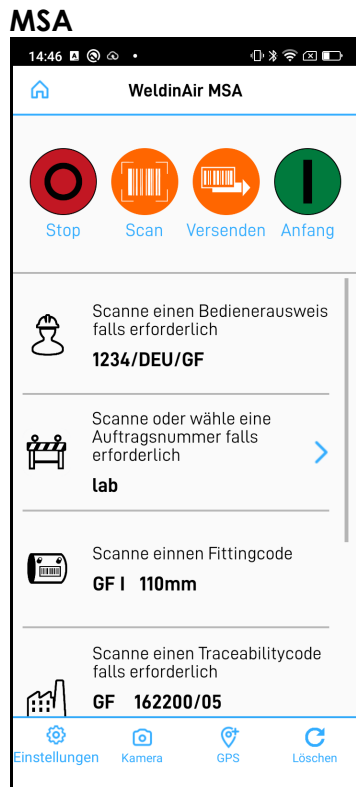 MSA
14:46
WeldinAir MSA
Stop Scan Versenden Anfang
Scanne einen Bedienerausweis
falls erforderlich
1234/DEU/GF
Scanne oder wähle eine
Auftragsnummer falls
erforderlich
lab
Scanne einnen Fittingcode
GF I 110mm
Scanne einen Traceabilitycode
falls erforderlich
GF 162200/05
Einstellungen Kamera GPS Löschen